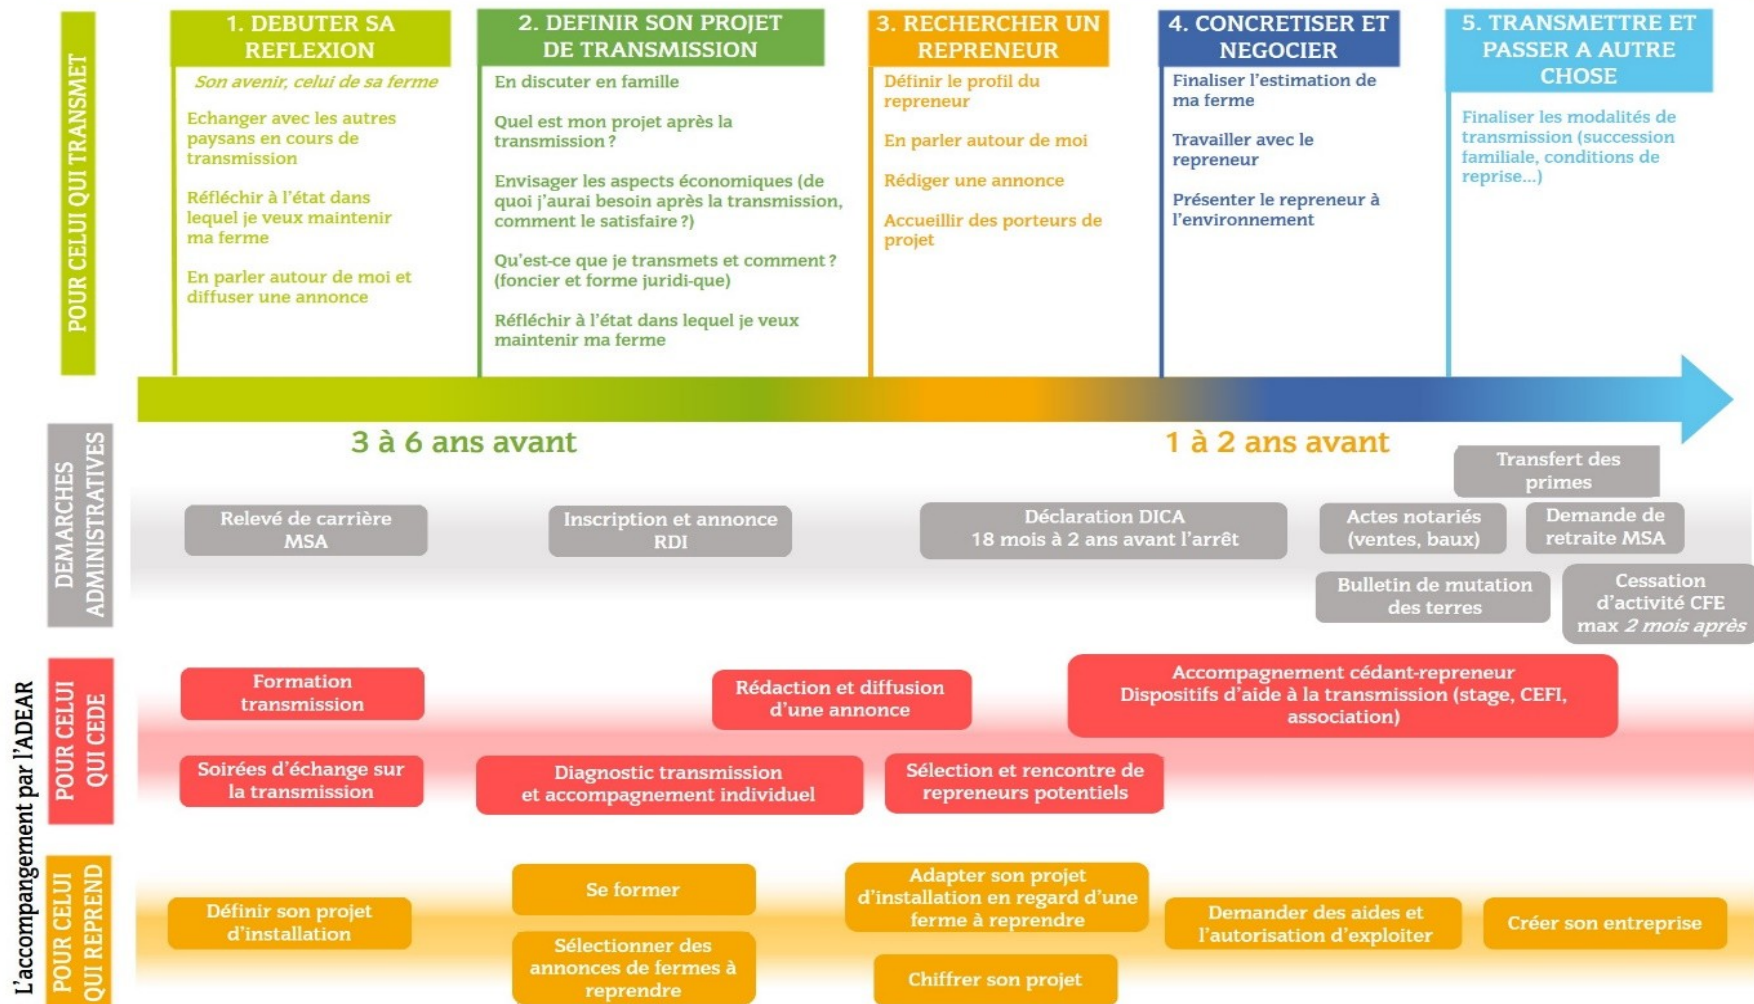 POUR CELUI QUI TRANSMET
1. DEBUTER SA
REFLEXION
Son avenir, celui de sa ferme
Echanger avec les autres
paysans en cours de
transmission
Réfléchir à l'état dans
lequel je veux maintenir
ma ferme
En parler autour de moi et
diffuser une annonce
2. DEFINIR SON PROJET
DE TRANSMISSION
En discuter en famille
Quel est mon projet après la
transmission ?
Envisager les aspects économiques (de
quoi j'aurai besoin après la transmission,
comment le satisfaire ?)
Qu'est-ce que je transmets et comment ?
(foncier et forme juridi-que)
Réfléchir à l'état dans lequel je veux
maintenir ma ferme
3. RECHERCHER UN
REPRENEUR
Définir le profil du
repreneur
En parler autour de moi
Rédiger une annonce
Accueillir des porteurs de
projet
4. CONCRETISER ET
NEGOCIER
Finaliser l'estimation de
ma ferme
Travailler avec le
repreneur
Présenter le repreneur à
l'environnement
5. TRANSMETTRE ET
PASSER A AUTRE
CHOSE
Finaliser les modalités de
transmission (succession
familiale, conditions de
reprise...)
3 à 6 ans avant
1 à 2 ans avant
DEMARCHES
ADMINISTRATIVES
Relevé de carrière
MSA
Inscription et annonce
RDI
Déclaration DICA
18 mois à 2 ans avant l'arrêt
Transfert des
primes
Actes notariés
(ventes, baux)
Demande de
retraite MSA
Bulletin de mutation
des terres
Cessation
d'activité CFE
max 2 mois après
L'accompangement par l'ADEAR
POUR CELUI
QUI CEDE
Formation
transmission
Rédaction et diffusion
d'une annonce
Accompagnement cédant-repreneur
Dispositifs d'aide à la transmission (stage, CEFI,
association)
Soirées d'échange sur
la transmission
Diagnostic transmission
et accompagnement individuel
Sélection et rencontre de
repreneurs potentiels
POUR CELUI
QUI REPREND
Définir son projet
d'installation
Se former
Sélectionner des
annonces de fermes à
reprendre
Adapter son projet
d'installation en regard d'une
ferme à reprendre
Chiffrer son projet
Demander des aides et
l'autorisation d'exploiter
Créer son entreprise